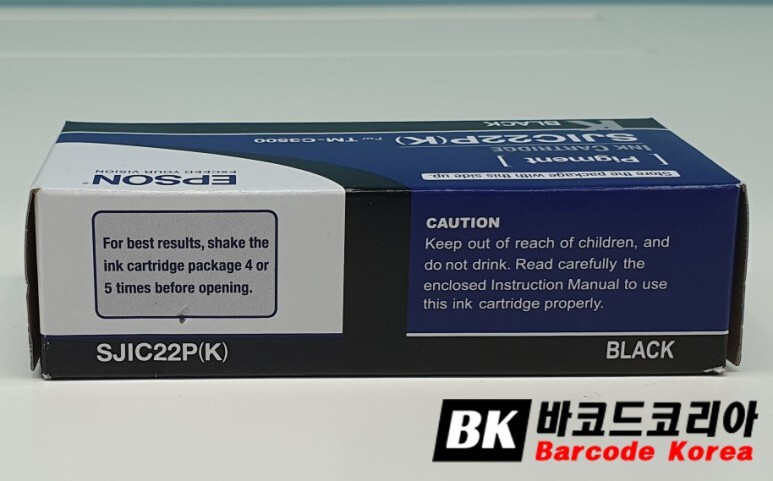 BLACK
K
SJIC22P(K) For TM-C3500
INK CARTRIDGE
[ Pigment ]
Store the package with this side up.
EPSON®
EXCEED YOUR VISION
For best results, shake the
ink cartridge package 4 or
5 times before opening.
CAUTION
Keep out of reach of children, and
do not drink. Read carefully the
enclosed Instruction Manual to use
this ink cartridge properly.
SJIC22P(K)
BLACK
BK 바코드코리아
Barcode Korea